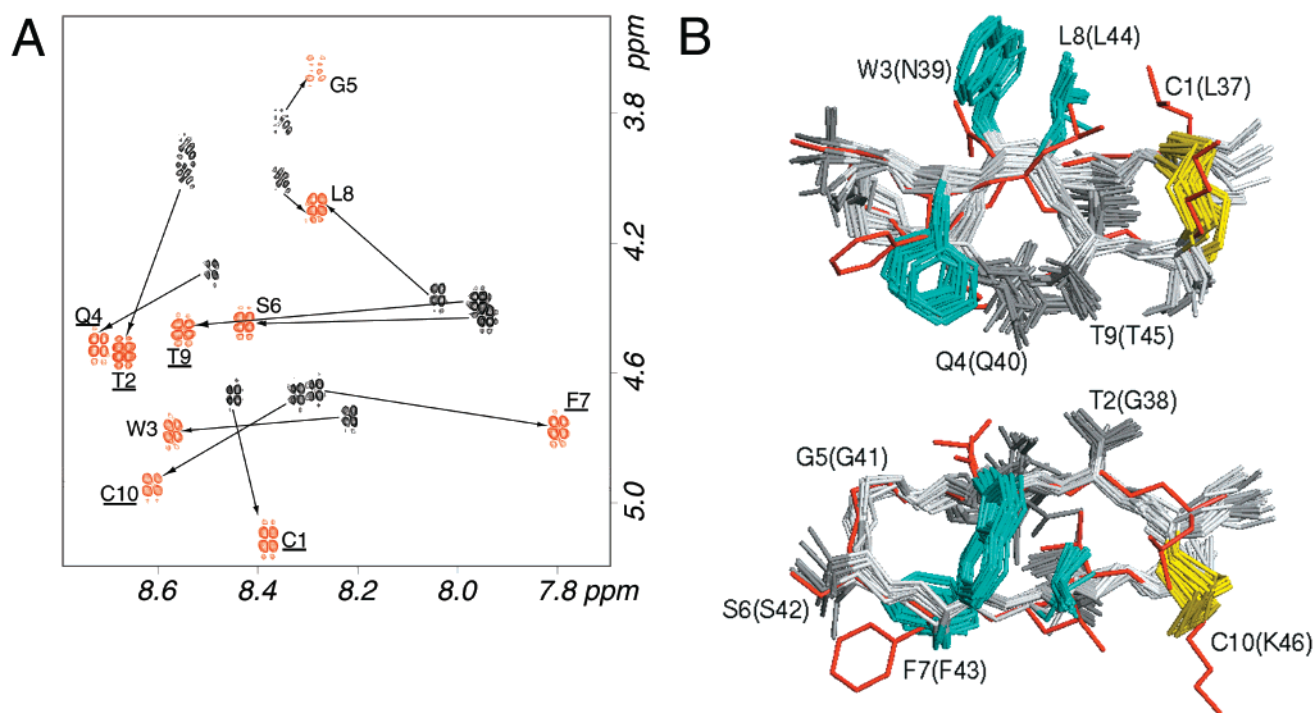 A
B
ppm
3.8
4.2
4.6
5.0
G5
L8
S6
Q4
T9
T2
F7
W3
C10
C1
8.6
8.4
8.2
8.0
7.8 ppm
W3(N39)
L8(L44)
C1(L37)
Q4(Q40)
T9(T45)
T2(G38)
G5(G41)
S6(S42)
F7(F43)
C10(K46)